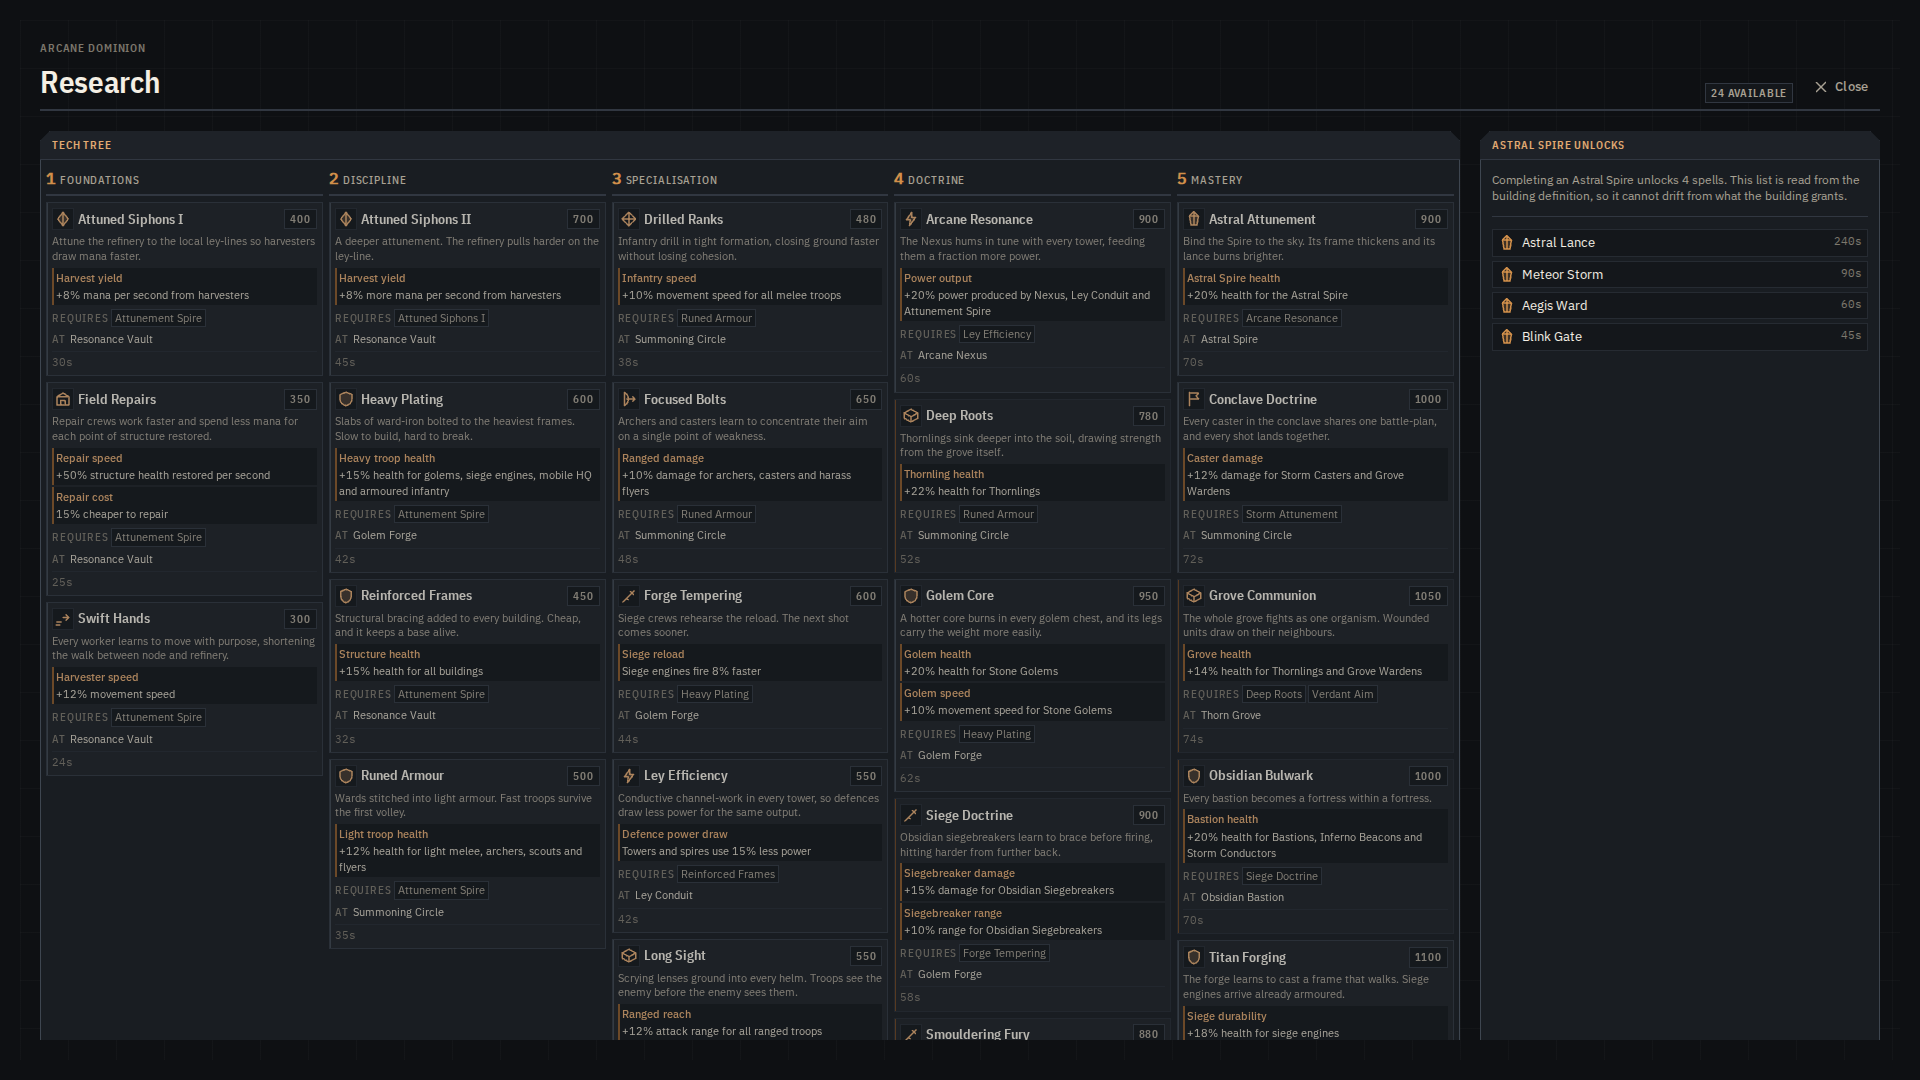 ARCANE DOMINION
Research
24 AVAILABLE
Close
TECH TREE
1 FOUNDATIONS
Attuned Siphons I
400
Attune the refinery to the local ley-lines so harvesters
draw mana faster.
Harvest yield
+8% mana per second from harvesters
REQUIRES Attunement Spire
AT Resonance Vault
30s
Field Repairs
350
Repair crews work faster and spend less mana for
each point of structure restored.
Repair speed
+50% structure health restored per second
Repair cost
15% cheaper to repair
REQUIRES Attunement Spire
AT Resonance Vault
25s
Swift Hands
300
Every worker learns to move with purpose, shortening
the walk between node and refinery.
Harvester speed
+12% movement speed
REQUIRES Attunement Spire
AT Resonance Vault
24s
2 DISCIPLINE
Attuned Siphons II
700
A deeper attunement. The refinery pulls harder on the
ley-line.
Harvest yield
+8% more mana per second from harvesters
REQUIRES Attuned Siphons I
AT Resonance Vault
45s
Heavy Plating
600
Slabs of ward-iron bolted to the heaviest frames.
Slow to build, hard to break.
Heavy troop health
+15% health for golems, siege engines, mobile HQ
and armoured infantry
REQUIRES Attunement Spire
AT Golem Forge
42s
Reinforced Frames
450
Structural bracing added to every building. Cheap,
and it keeps a base alive.
Structure health
+15% health for all buildings
REQUIRES Attunement Spire
AT Resonance Vault
32s
Runed Armour
500
Wards stitched into light armour. Fast troops survive
the first volley.
Light troop health
+12% health for light melee, archers, scouts and
flyers
REQUIRES Attunement Spire
AT Summoning Circle
35s
3 SPECIALISATION
Drilled Ranks
480
Infantry drill in tight formation, closing ground faster
without losing cohesion.
Infantry speed
+10% movement speed for all melee troops
REQUIRES Runed Armour
AT Summoning Circle
38s
Focused Bolts
650
Archers and casters learn to concentrate their aim
on a single point of weakness.
Ranged damage
+10% damage for archers, casters and harass
flyers
REQUIRES Runed Armour
AT Summoning Circle
48s
Forge Tempering
600
Siege crews rehearse the reload. The next shot
comes sooner.
Siege reload
Siege engines fire 8% faster
REQUIRES Heavy Plating
AT Golem Forge
44s
Ley Efficiency
550
Conductive channel-work in every tower, so defences
draw less power for the same output.
Defence power draw
Towers and spires use 15% less power
REQUIRES Reinforced Frames
AT Ley Conduit
42s
Long Sight
550
Scrying lenses ground into every helm. Troops see the
enemy before the enemy sees them.
Ranged reach
+12% attack range for all ranged troops
4 DOCTRINE
Arcane Resonance
900
The Nexus hums in tune with every tower, feeding
them a fraction more power.
Power output
+20% power produced by Nexus, Ley Conduit and
Attunement Spire
REQUIRES Ley Efficiency
AT Arcane Nexus
60s
Deep Roots
780
Thornlings sink deeper into the soil, drawing strength
from the grove itself.
Thornling health
+22% health for Thornlings
REQUIRES Runed Armour
AT Summoning Circle
52s
Golem Core
950
A hotter core burns in every golem chest, and its legs
carry the weight more easily.
Golem health
+20% health for Stone Golems
Golem speed
+10% movement speed for Stone Golems
REQUIRES Heavy Plating
AT Golem Forge
62s
Siege Doctrine
900
Obsidian siegebreakers learn to brace before firing,
hitting harder from further back.
Siegebreaker damage
+15% damage for Obsidian Siegebreakers
Siegebreaker range
+10% range for Obsidian Siegebreakers
REQUIRES Forge Tempering
AT Golem Forge
58s
Smouldering Fury
880
5 MASTERY
Astral Attunement
900
Bind the Spire to the sky. Its frame thickens and its
lance burns brighter.
Astral Spire health
+20% health for the Astral Spire
REQUIRES Arcane Resonance
AT Astral Spire
70s
Conclave Doctrine
1000
Every caster in the conclave shares one battle-plan,
and every shot lands together.
Caster damage
+12% damage for Storm Casters and Grove
Wardens
REQUIRES Storm Attunement
AT Summoning Circle
72s
Grove Communion
1050
The whole grove fights as one organism. Wounded
units draw on their neighbours.
Grove health
+14% health for Thornlings and Grove Wardens
REQUIRES Deep Roots Verdant Aim
AT Thorn Grove
74s
Obsidian Bulwark
1000
Every bastion becomes a fortress within a fortress.
Bastion health
+20% health for Bastions, Inferno Beacons and
Storm Conductors
REQUIRES Siege Doctrine
AT Obsidian Bastion
70s
Titan Forging
1100
The forge learns to cast a frame that walks. Siege
engines arrive already armoured.
Siege durability
+18% health for siege engines
ASTRAL SPIRE UNLOCKS
Completing an Astral Spire unlocks 4 spells. This list is read from the
building definition, so it cannot drift from what the building grants.
Astral Lance 240s
Meteor Storm 90s
Aegis Ward 60s
Blink Gate 45s